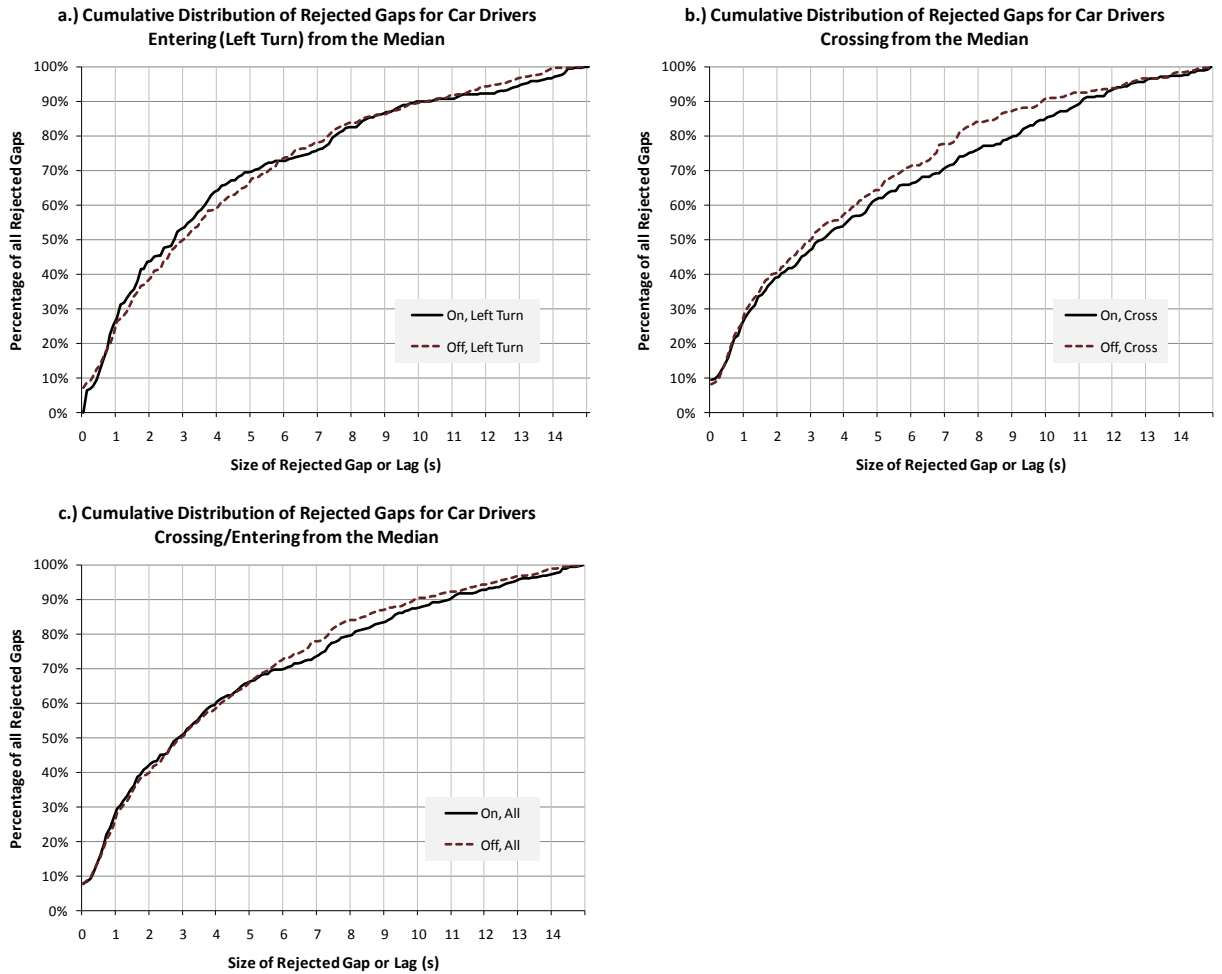 a.) Cumulative Distribution of Rejected Gaps for Car Drivers
Entering (Left Turn) from the Median
100%
90%
80%
70%
60%
50%
40%
30%
20%
10%
0%
Percentage of all Rejected Gaps
On, Left Turn
Off, Left Turn
0 1 2 3 4 5 6 7 8 9 10 11 12 13 14
Size of Rejected Gap or Lag (s)
b.) Cumulative Distribution of Rejected Gaps for Car Drivers
Crossing from the Median
100%
90%
80%
70%
60%
50%
40%
30%
20%
10%
0%
Percentage of all Rejected Gaps
On, Cross
Off, Cross
0 1 2 3 4 5 6 7 8 9 10 11 12 13 14
Size of Rejected Gap or Lag (s)
c.) Cumulative Distribution of Rejected Gaps for Car Drivers
Crossing/Entering from the Median
100%
90%
80%
70%
60%
50%
40%
30%
20%
10%
0%
Percentage of all Rejected Gaps
On, All
Off, All
0 1 2 3 4 5 6 7 8 9 10 11 12 13 14
Size of Rejected Gap or Lag (s)